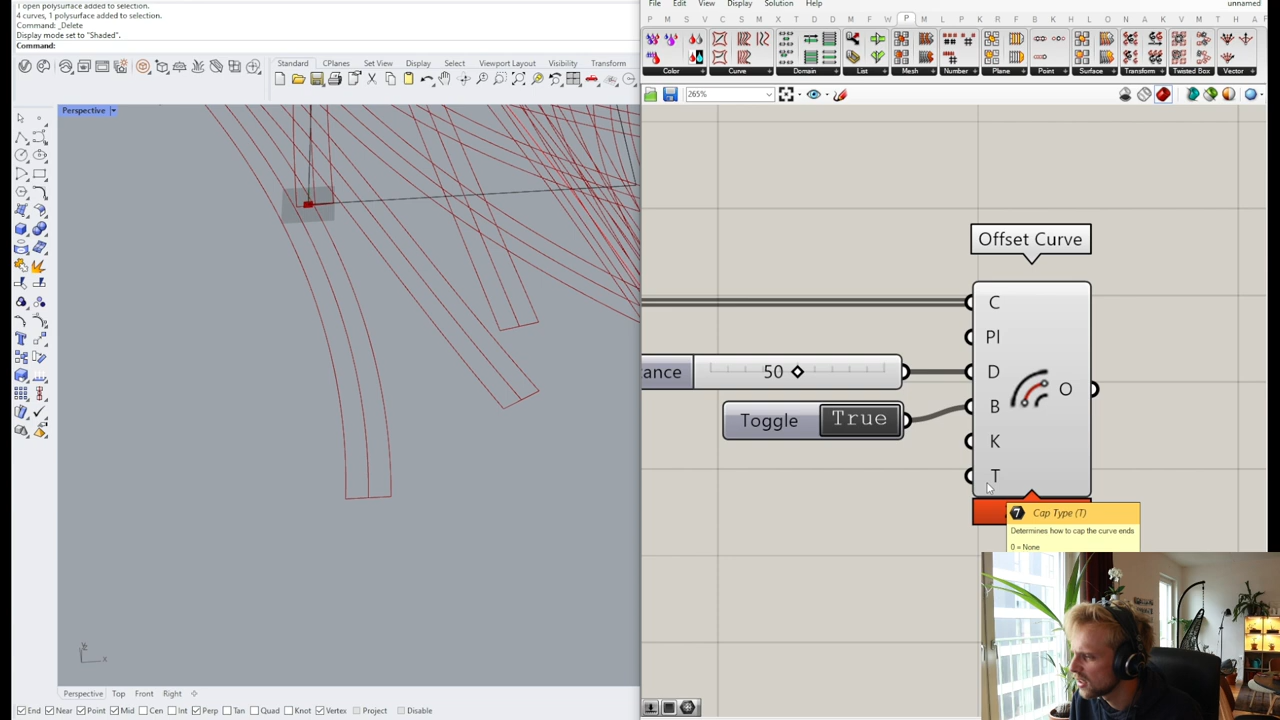 1 open polysurface added to selection.
4 curves, 1 polysurface added to selection.
Command: _Delete
Display mode set to "Shaded".
Command:
Standard CPlanes Set View Display Select Viewport Layout Visibility Transform
Perspective
Perspective Top Front Right
End Near Point Mid Cen Int Perp Tan Quad Knot Vertex Project Disable
File Edit View Display Solution Help unnamed
P M S V C I S M D T P A K M F W L P M L M P K L F B L N O R M E T D V H A F
Color Curve Domain List Mesh Number Plane Point Surface Transform Twisted Box Vector
265%
Offset Curve
C
Pl
ance 50
D
B
Toggle True
O
K
T
Cap Type (T)
Determines how to cap the curve ends
0 = None
x